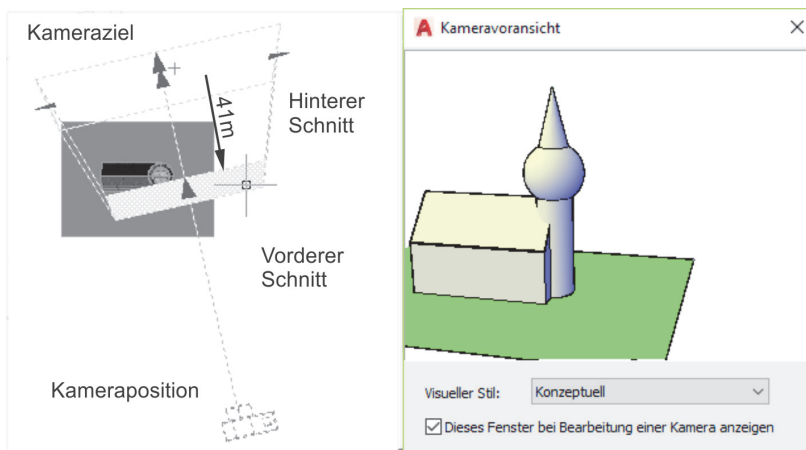 Kameraziel
41m
Hinterer
Schnitt
Vorderer
Schnitt
Kameraposition
Kameravoransicht
Visueller Stil: Konzeptuell
Dieses Fenster bei Bearbeitung einer Kamera anzeigen